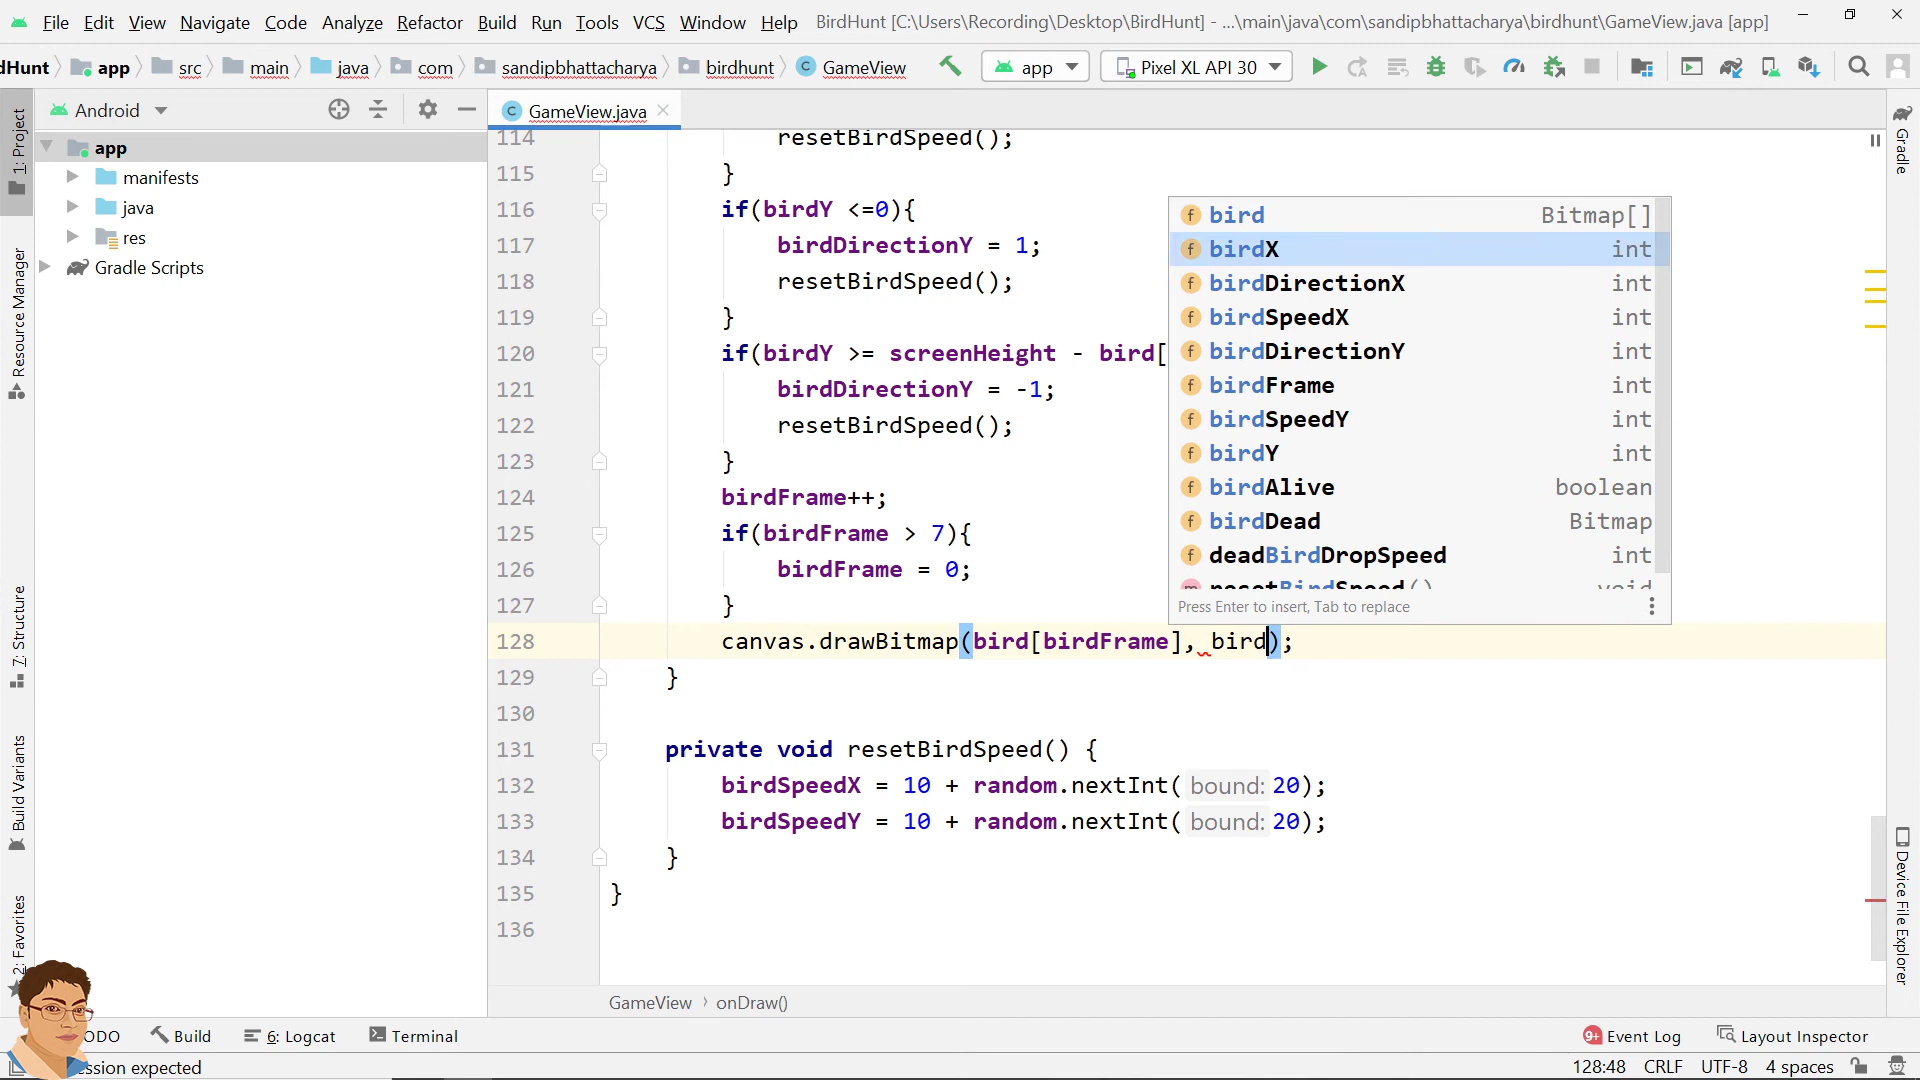 File Edit View Navigate Code Analyze Refactor Build Run Tools VCS Window Help BirdHunt [C:\Users\Recording\Desktop\BirdHunt] - ...\main\java\com\sandipbhattacharya\birdhunt\GameView.java [app]
dHunt app src main java com sandipbhattacharya birdhunt GameView app Pixel XL API 30
Android
GameView.java
1: Project
Resource Manager
7: Structure
Build Variants
2: Favorites
app
manifests
java
res
Gradle Scripts
114 resetBirdSpeed();
115 }
116 if(birdY <=0){
117 birdDirectionY = 1;
118 resetBirdSpeed();
119 }
120 if(birdY >= screenHeight - bird[
121 birdDirectionY = -1;
122 resetBirdSpeed();
123 }
124 birdFrame++;
125 if(birdFrame > 7){
126 birdFrame = 0;
127 }
128 canvas.drawBitmap(bird[birdFrame], bird);
129 }
130
131 private void resetBirdSpeed() {
132 birdSpeedX = 10 + random.nextInt( bound: 20);
133 birdSpeedY = 10 + random.nextInt( bound: 20);
134 }
135 }
136
bird Bitmap[]
birdX int
birdDirectionX int
birdSpeedX int
birdDirectionY int
birdFrame int
birdSpeedY int
birdY int
birdAlive boolean
birdDead Bitmap
deadBirdDropSpeed int
resetBirdSpeed() void
Press Enter to insert, Tab to replace
Gradle
Device File Explorer
GameView onDraw()
ODO Build 6: Logcat Terminal 9+ Event Log Layout Inspector
ession expected 128:48 CRLF UTF-8 4 spaces